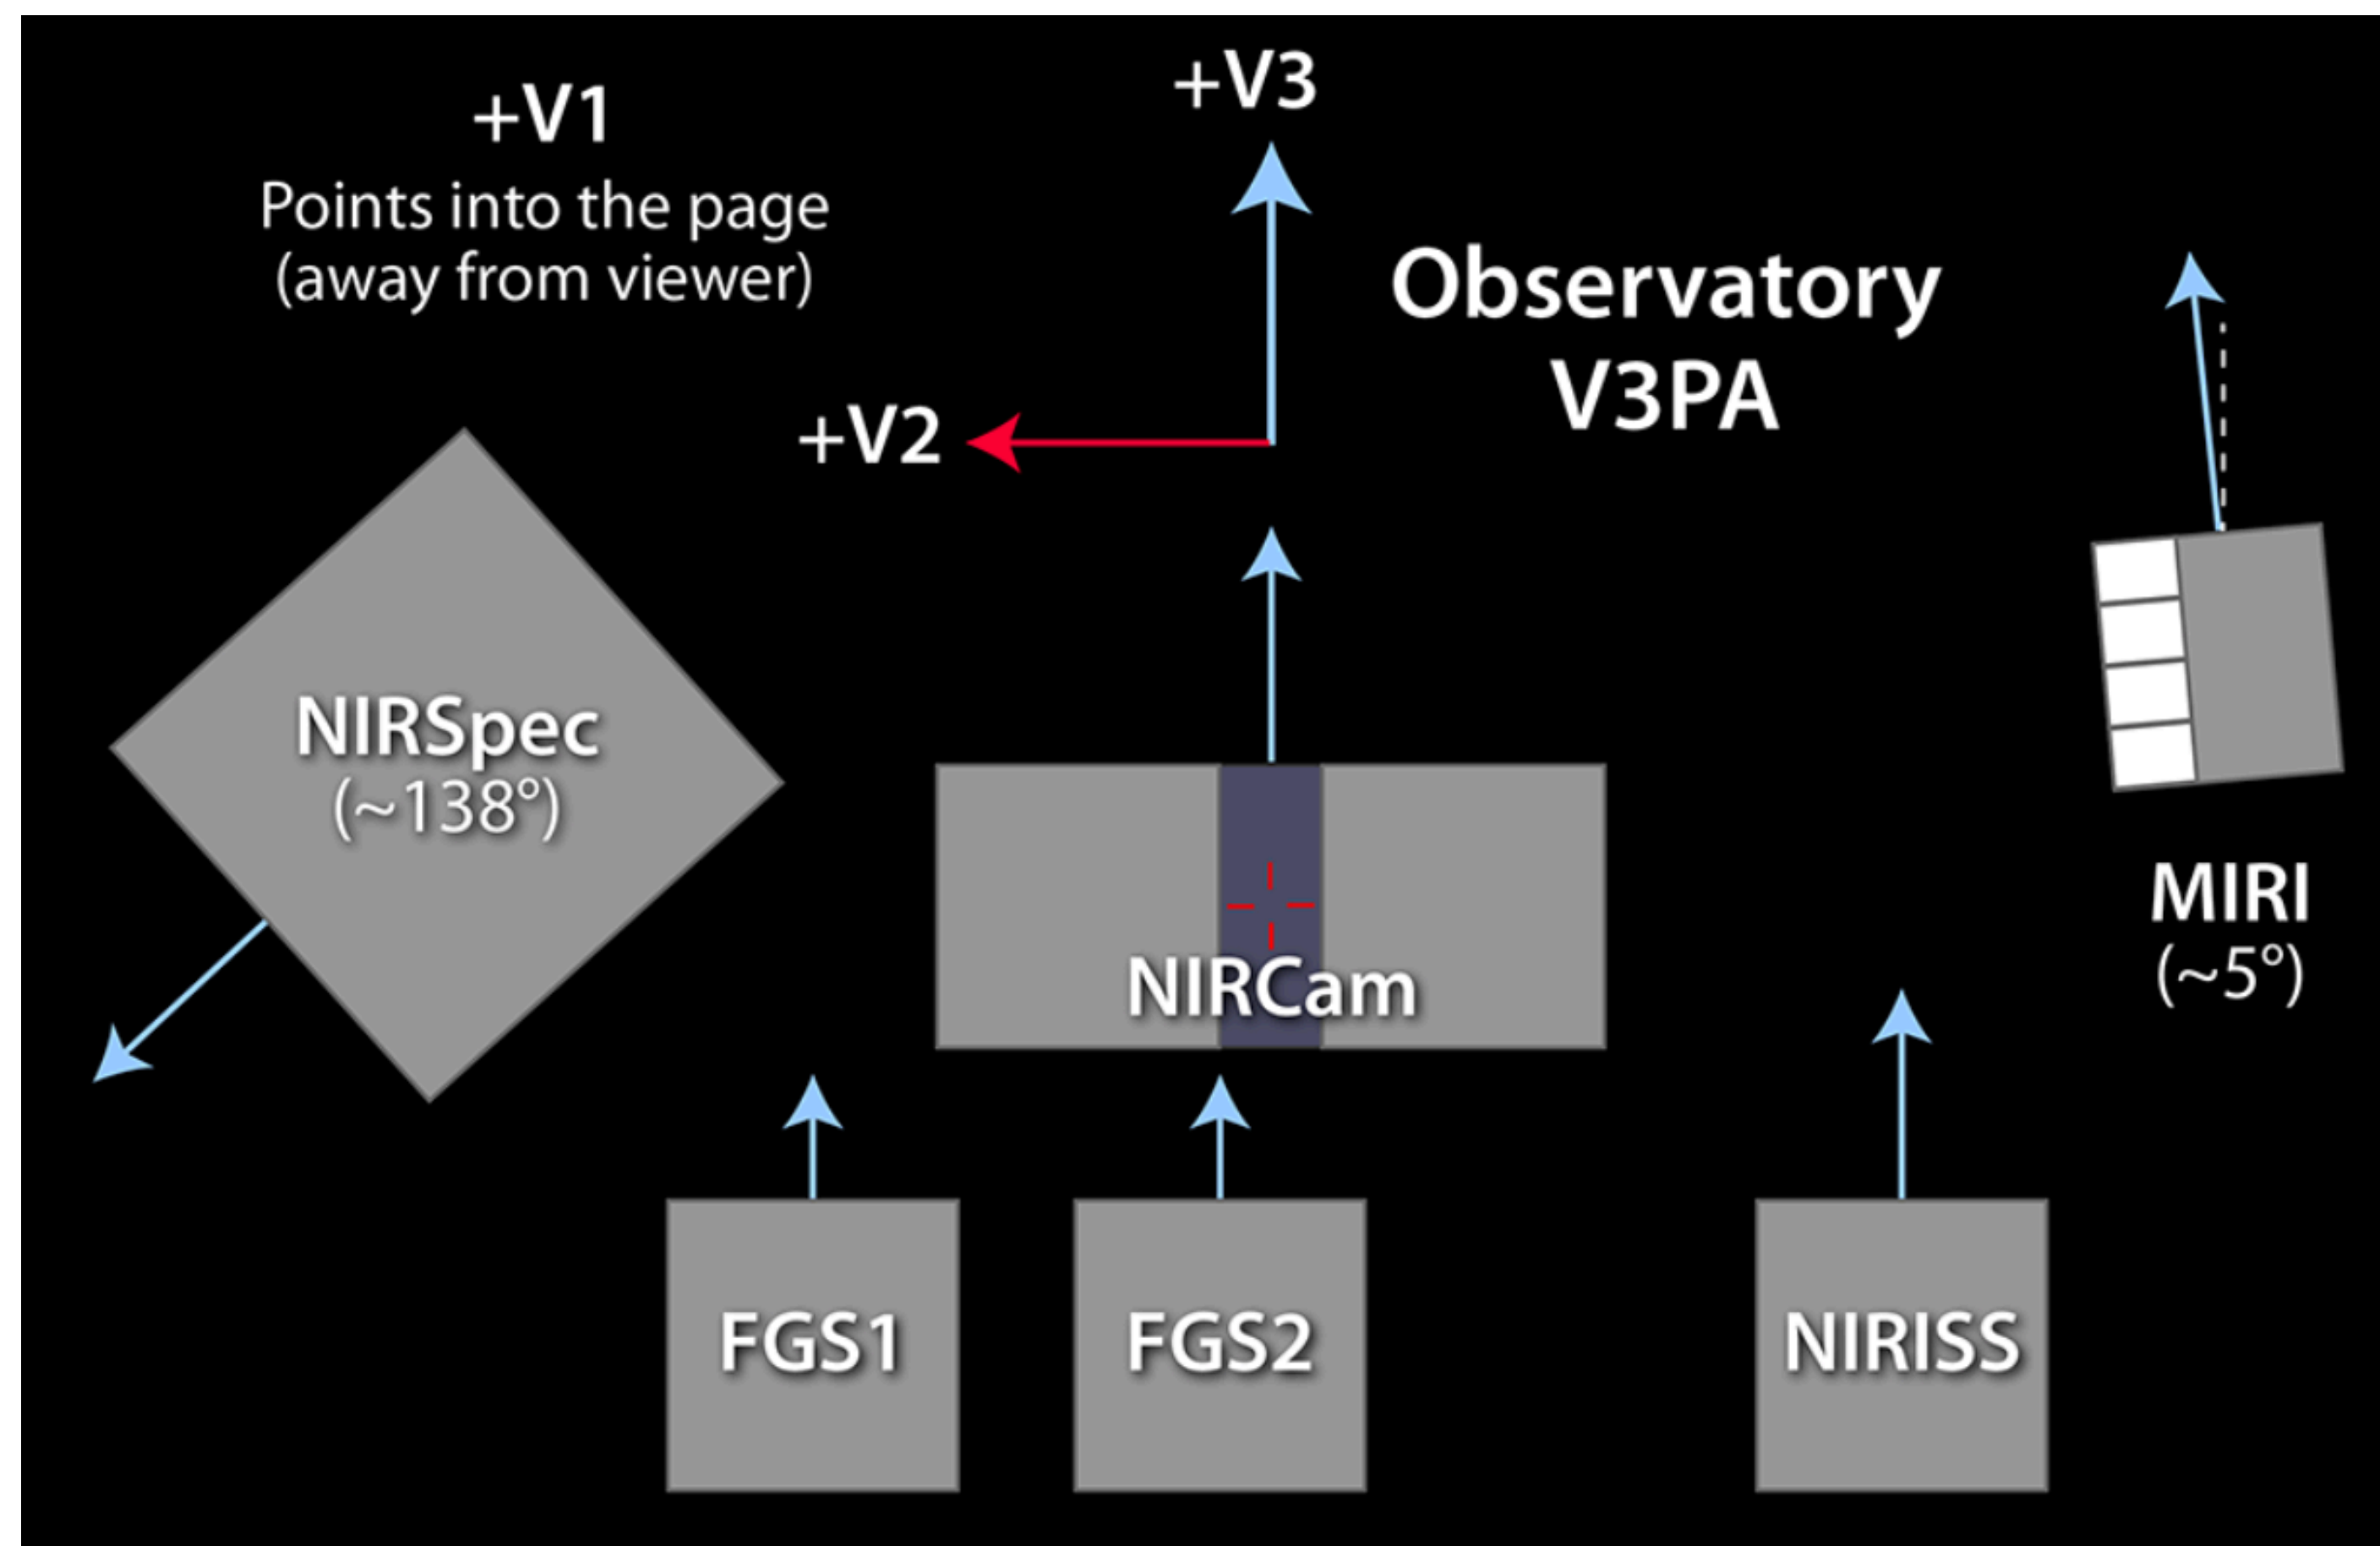 +V1
Points into the page
(away from viewer)
+V3
Observatory
V3PA
+V2
NIRSpec
(~138°)
NIRCam
MIRI
(~5°)
FGS1
FGS2
NIRISS